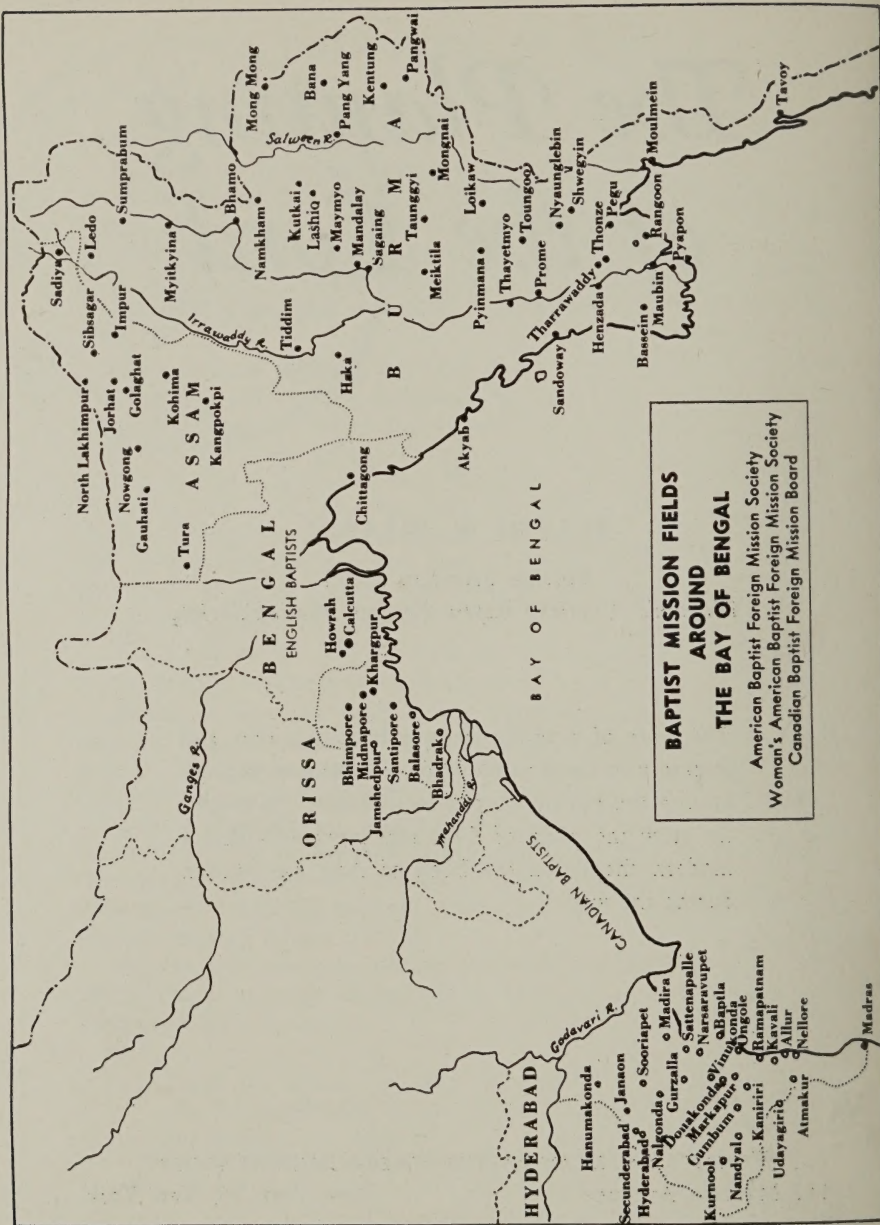 BAPTIST MISSION FIELDS
AROUND
THE BAY OF BENGAL
American Baptist Foreign Mission Society
Woman's American Baptist Foreign Mission Society
Canadian Baptist Foreign Mission Board
BAY OF BENGAL
HYDERABAD
Hanumakonda
Janaon
Secunderabad
Hyderabad
Sooriapet
Nalgonda
Madira
Gurzalla
Sattenapalle
Narsaravupet
Donakonda
Vinukonda
Baptla
Markapur
Cumbum
Ongole
Kurnool
Nandyal
Kanigiri
Ramapatnam
Kavali
Allur
Nellore
Udayagiri
Atmakur
Madras
Godavari R.
CANADIAN BAPTISTS
Mahanadi R.
Ganges R.
ORISSA
Bhimpore
Midnapore
Jamshedpur
Khargpur
Santipore
Balasore
Bhadrak
BENGAL
ENGLISH BAPTISTS
Howrah
Calcutta
Chittagong
North Lakhimpur
Sibsagar
Sadiya
Ledo
Jorhat
Impur
Nowgong
Golaghat
Gauhati
Kohima
Tura
ASSAM
Kangpokpi
Sumprabum
Myitkyina
Bhamo
Namkham
Irrawaddy R.
Tiddim
Haka
Mong Mong
Bana
Pang Yang
Kentung
Pangwai
Salween R.
Kutkai
Lashio
Maymyo
Mandalay
Sagaing
BURMA
Taunggyi
Mongnai
Meiktila
Loikaw
Pyinmana
Thayetmyo
Toungoo
Prome
Nyaunglebin
Shwegyin
Akyab
Sandoway
Tharrawaddy
Thonze
Henzada
Pegu
Moulmein
Bassein
Maubin
Rangoon
Pyapon
Tavoy